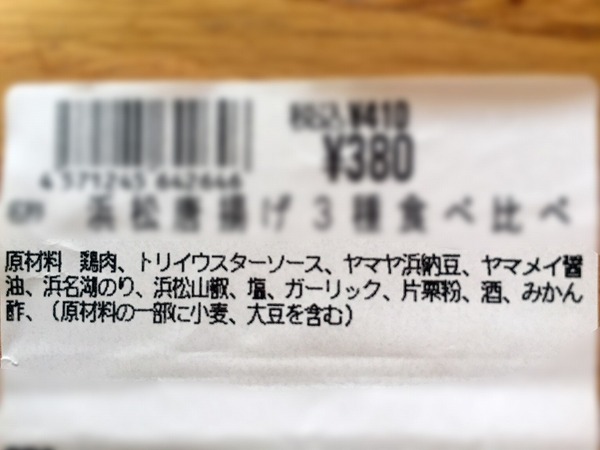 税込¥410
¥380
4 571245 642646
浜松唐揚げ3種食べ比べ
原材料 鶏肉、トリイウスターソース、ヤマヤ浜納豆、ヤマメイ醤
油、浜名湖のり、浜松山椒、塩、ガーリック、片栗粉、酒、みかん
酢、(原材料の一部に小麦、大豆を含む)